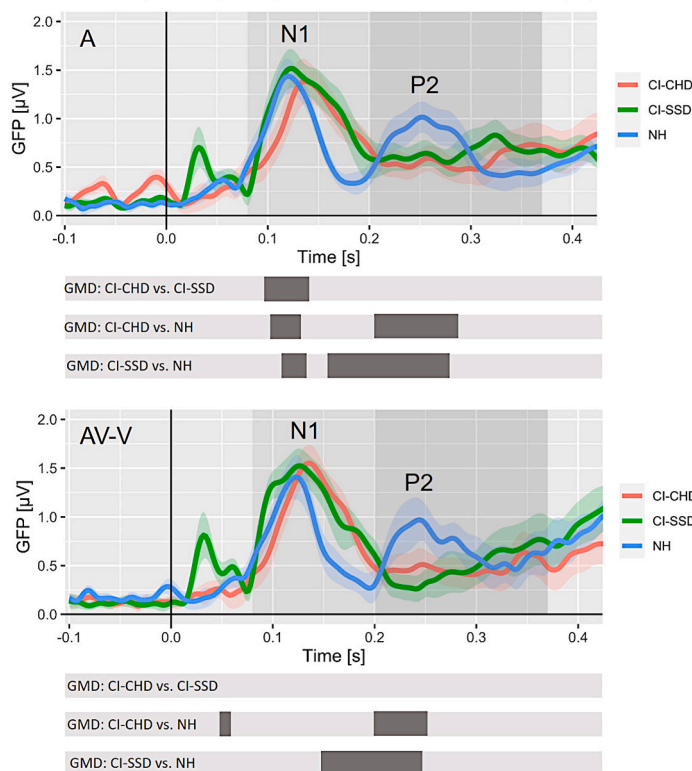 2.0
A
N1
1.5
P2
CI-CHD
GFP [µV]
1.0
CI-SSD
NH
0.5
0.0
-0.1 0.0 0.1 0.2 0.3 0.4
Time [s]
GMD: CI-CHD vs. CI-SSD
GMD: CI-CHD vs. NH
GMD: CI-SSD vs. NH
2.0
AV-V
N1
1.5
P2
CI-CHD
GFP [µV]
1.0
CI-SSD
NH
0.5
0.0
-0.1 0.0 0.1 0.2 0.3 0.4
Time [s]
GMD: CI-CHD vs. CI-SSD
GMD: CI-CHD vs. NH
GMD: CI-SSD vs. NH